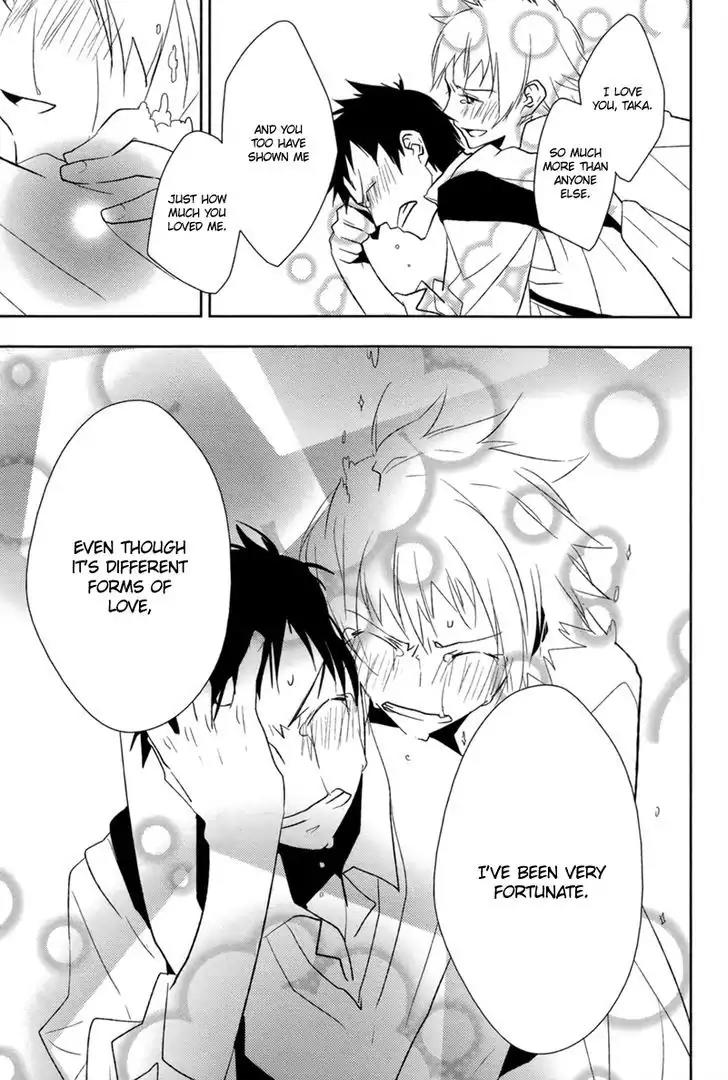 I LOVE
YOU, TAKA.
SO MUCH
MORE THAN
ANYONE
ELSE.
AND YOU
TOO HAVE
SHOWN ME
JUST HOW
MUCH YOU
LOVED ME.
EVEN THOUGH
IT'S DIFFERENT
FORMS OF
LOVE,
I'VE BEEN VERY
FORTUNATE.